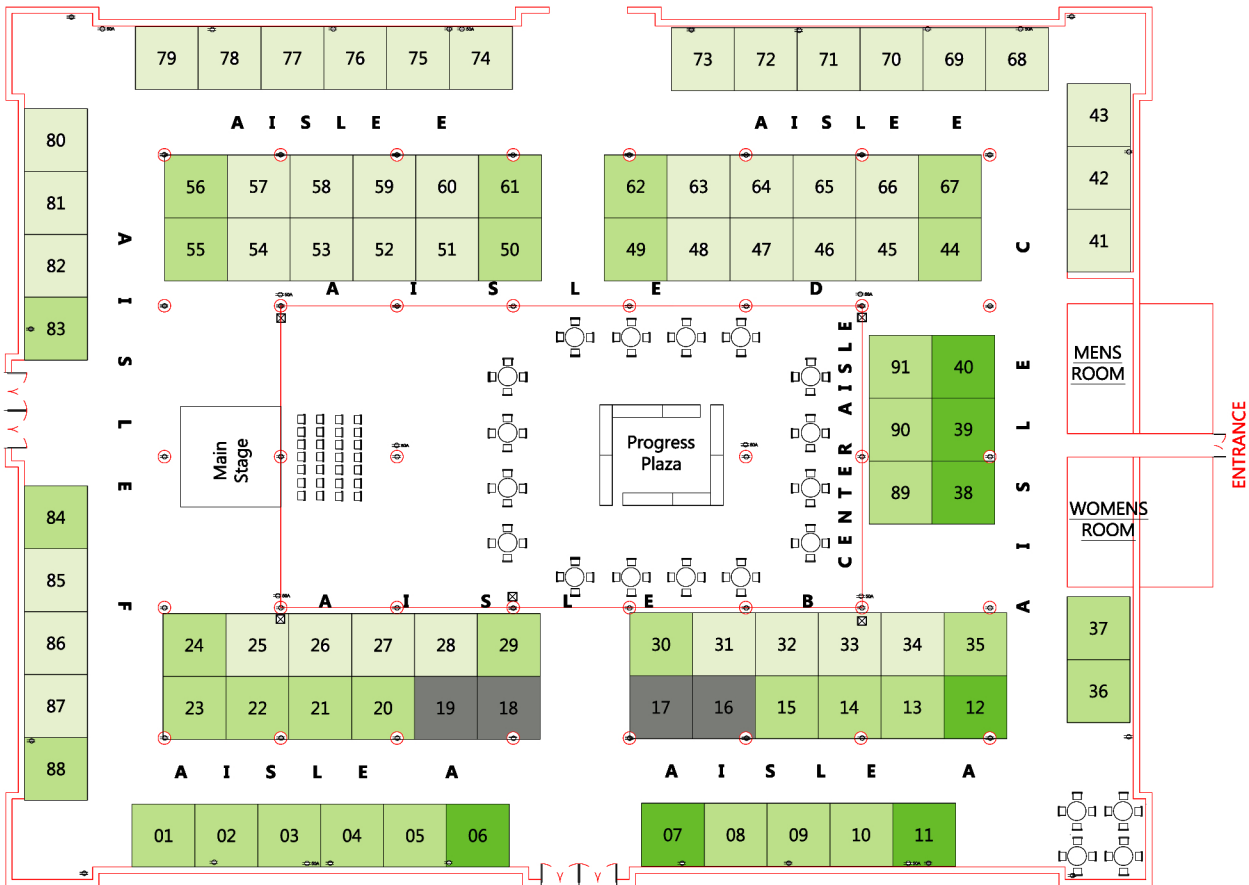 79 78 77 76 75 74 73 72 71 70 69 68
43
AISLE E AISLE E
80
56 57 58 59 60 61 62 63 64 65 66 67
42
81
55 54 53 52 51 50 49 48 47 46 45 44
41
82
AISLE D
83
91 40
MENS
ROOM
90 39
89 38
CENTER AISLE
AISLE C
AISLE F
Main
Stage
Progress
Plaza
ENTRANCE
WOMENS
ROOM
84
85
AISLE B
37
86
24 25 26 27 28 29 30 31 32 33 34 35
36
87
23 22 21 20 19 18 17 16 15 14 13 12
88
AISLE A AISLE A
01 02 03 04 05 06 07 08 09 10 11